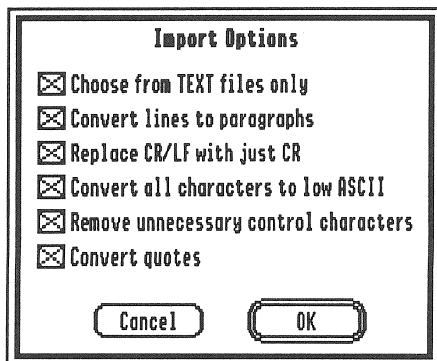 Import Options
Choose from TEXT files only
Convert lines to paragraphs
Replace CR/LF with just CR
Convert all characters to low ASCII
Remove unnecessary control characters
Convert quotes
Cancel OK